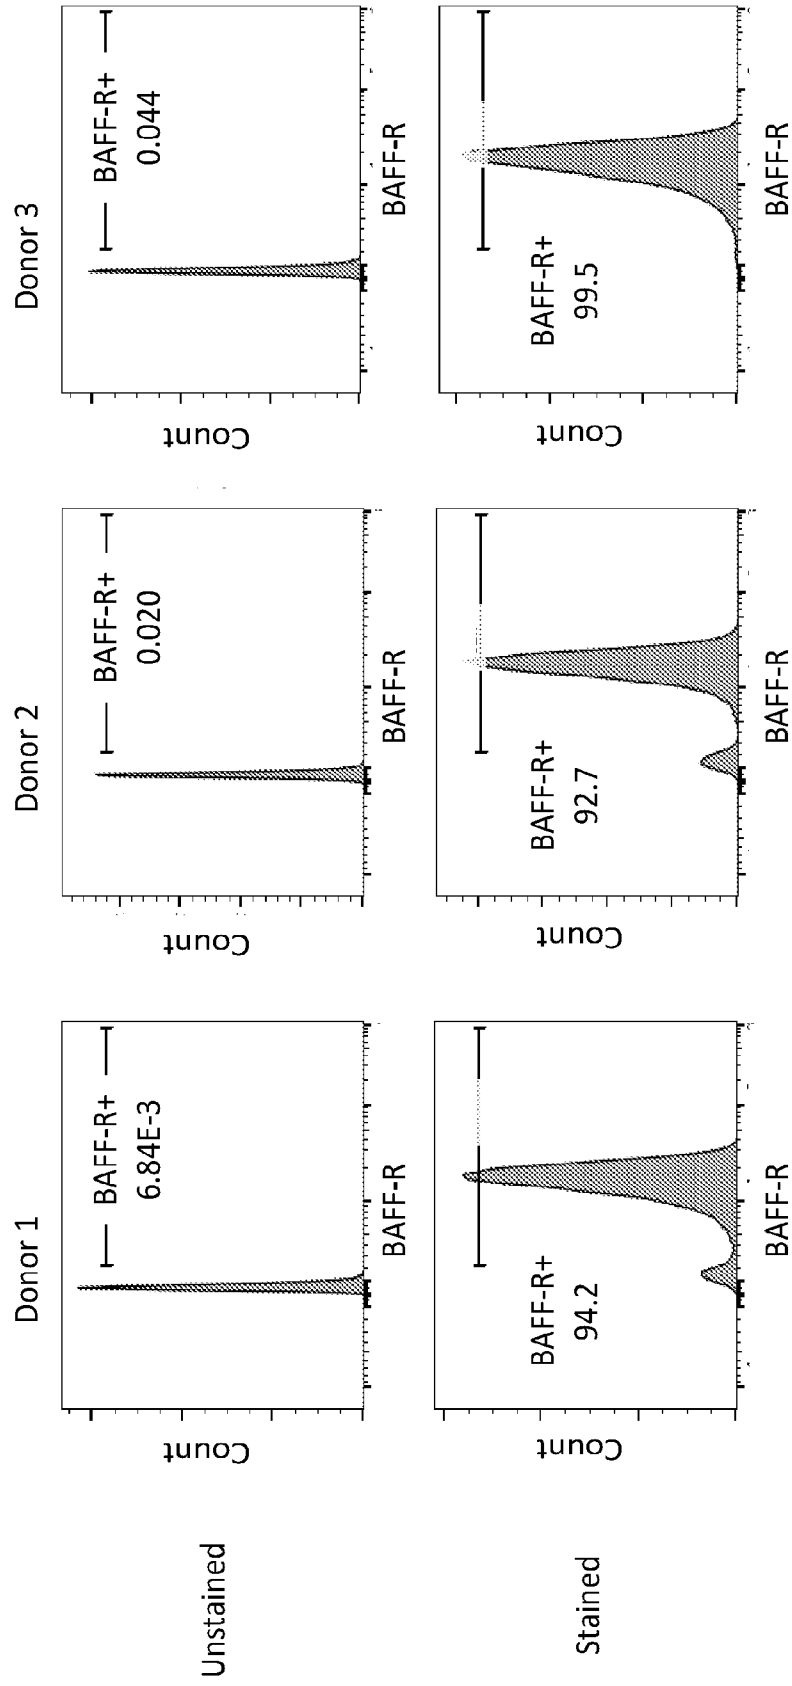 Donor 1
Donor 2
Donor 3
Unstained
Count
BAFF-R+
6.84E-3
BAFF-R
Count
BAFF-R+
0.020
BAFF-R
Count
BAFF-R+
0.044
BAFF-R
Stained
Count
BAFF-R+
94.2
BAFF-R
Count
BAFF-R+
92.7
BAFF-R
Count
BAFF-R+
99.5
BAFF-R